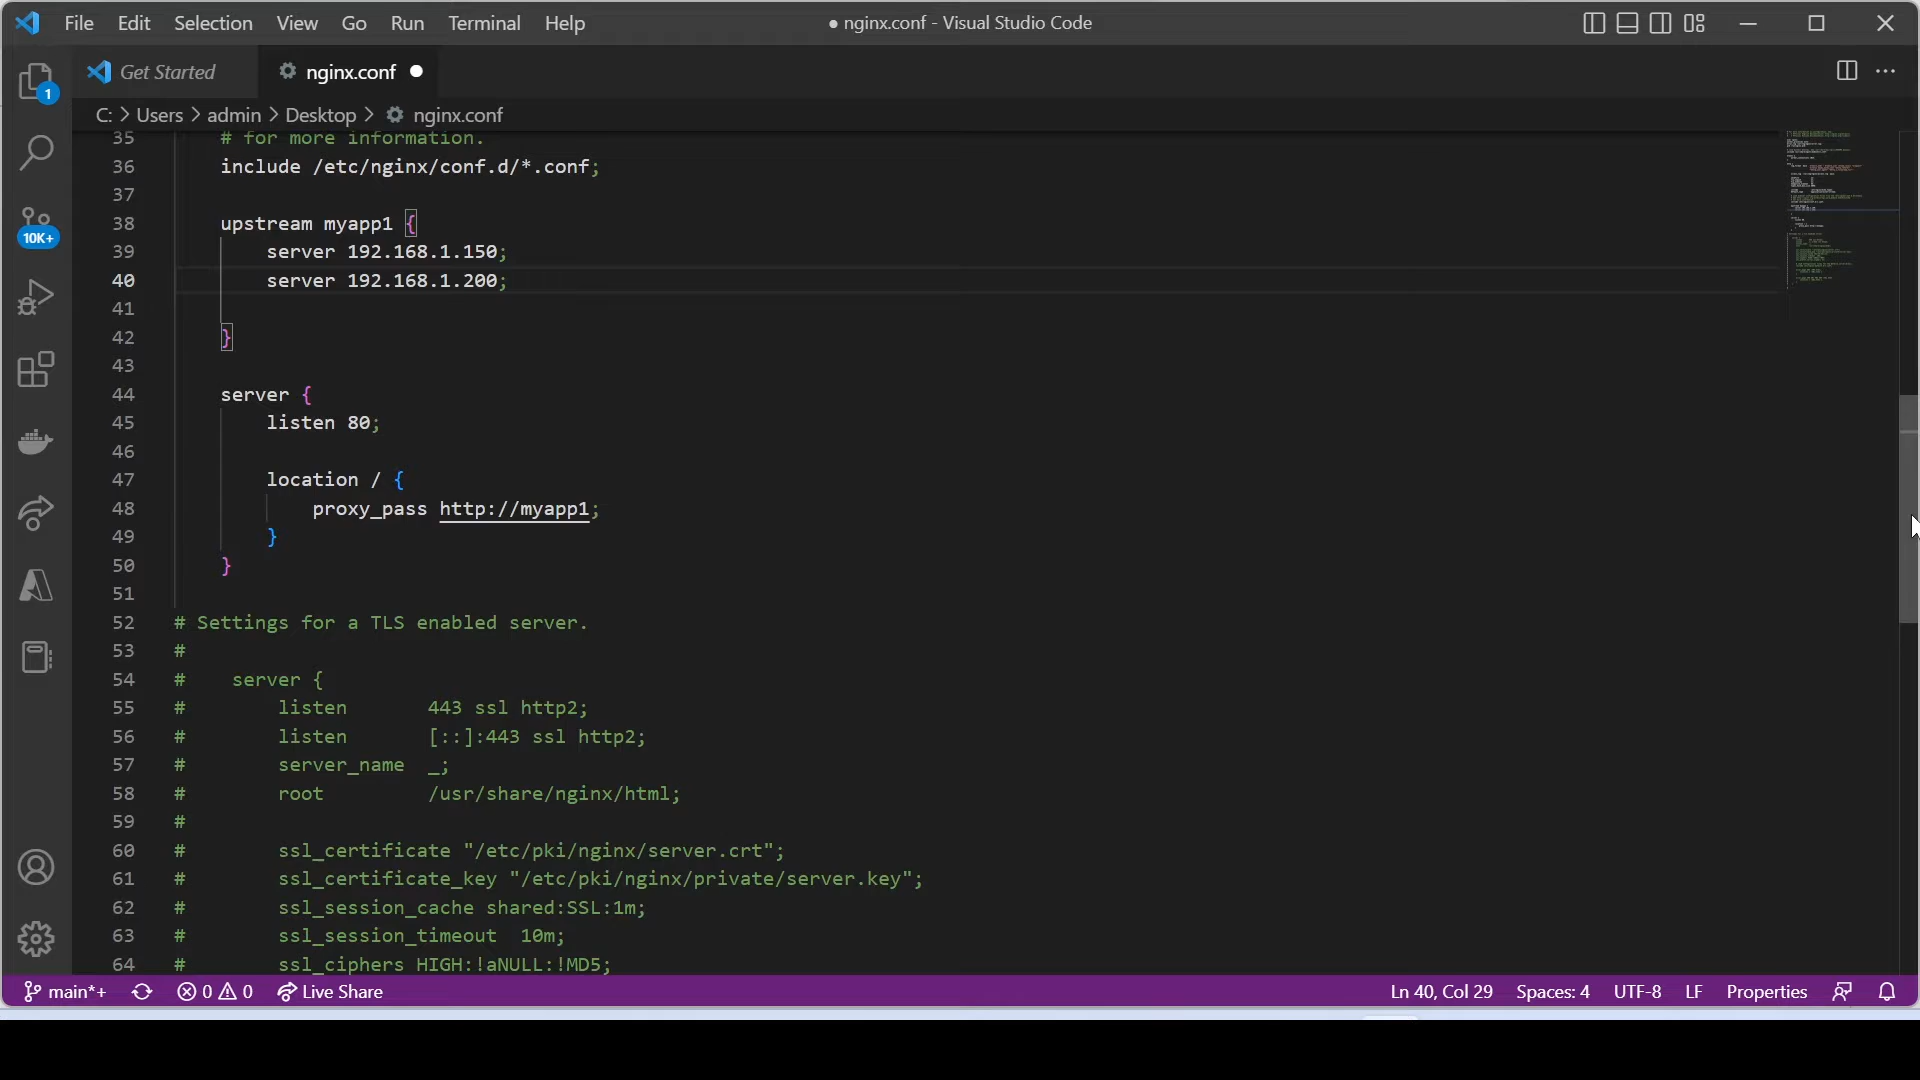 File Edit Selection View Go Run Terminal Help
● nginx.conf - Visual Studio Code
Get Started
nginx.conf ●
C: > Users > admin > Desktop > nginx.conf
1
10K+
35 # for more information.
36 include /etc/nginx/conf.d/*.conf;
37
38 upstream myapp1 {
39 server 192.168.1.150;
40 server 192.168.1.200;
41
42 }
43
44 server {
45 listen 80;
46
47 location / {
48 proxy_pass http://myapp1;
49 }
50 }
51
52 # Settings for a TLS enabled server.
53 #
54 # server {
55 # listen 443 ssl http2;
56 # listen [::]:443 ssl http2;
57 # server_name _;
58 # root /usr/share/nginx/html;
59 #
60 # ssl_certificate "/etc/pki/nginx/server.crt";
61 # ssl_certificate_key "/etc/pki/nginx/private/server.key";
62 # ssl_session_cache shared:SSL:1m;
63 # ssl_session_timeout 10m;
64 # ssl_ciphers HIGH:!aNULL:!MD5;
main*+ 0 0 Live Share
Ln 40, Col 29 Spaces: 4 UTF-8 LF Properties